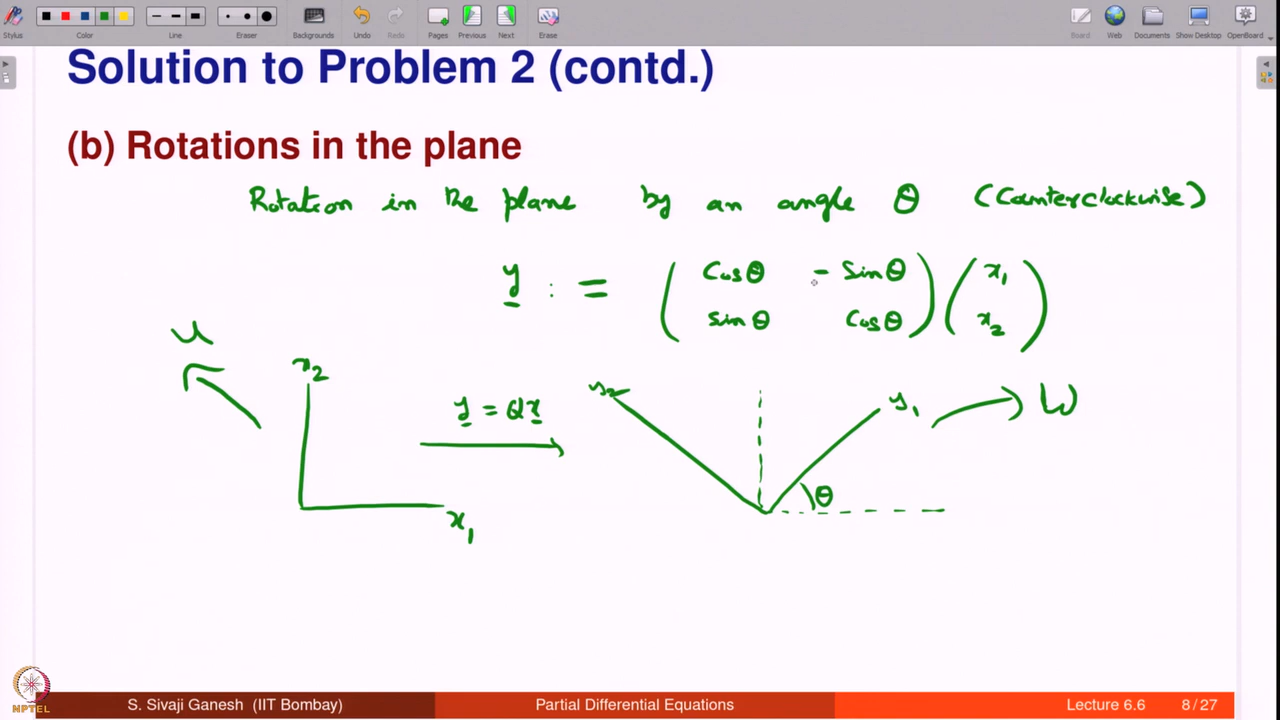 Stylus Color Line Eraser Backgrounds Undo Redo Pages Previous Next Erase Board Web Documents Show Desktop OpenBoard
Solution to Problem 2 (contd.)
(b) Rotations in the plane
Rotation in the plane by an angle θ (Counterclockwise)
y := ( Cosθ - Sinθ ) ( x1 )
( Sinθ Cosθ ) ( x2 )
u
x2
y = Qx
y2
y1
W
θ
x1
NPTEL
S. Sivaji Ganesh (IIT Bombay) Partial Differential Equations Lecture 6.6 8 / 27